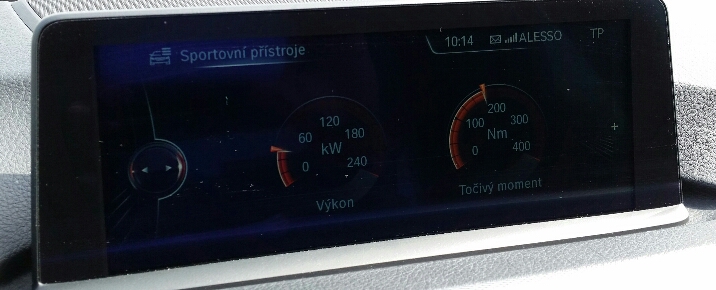 Sportovní přístroje
10:14 ALESSO TP
0 60 120 180 240
kW
Výkon
0 100 200 300 400
Nm
Točivý moment